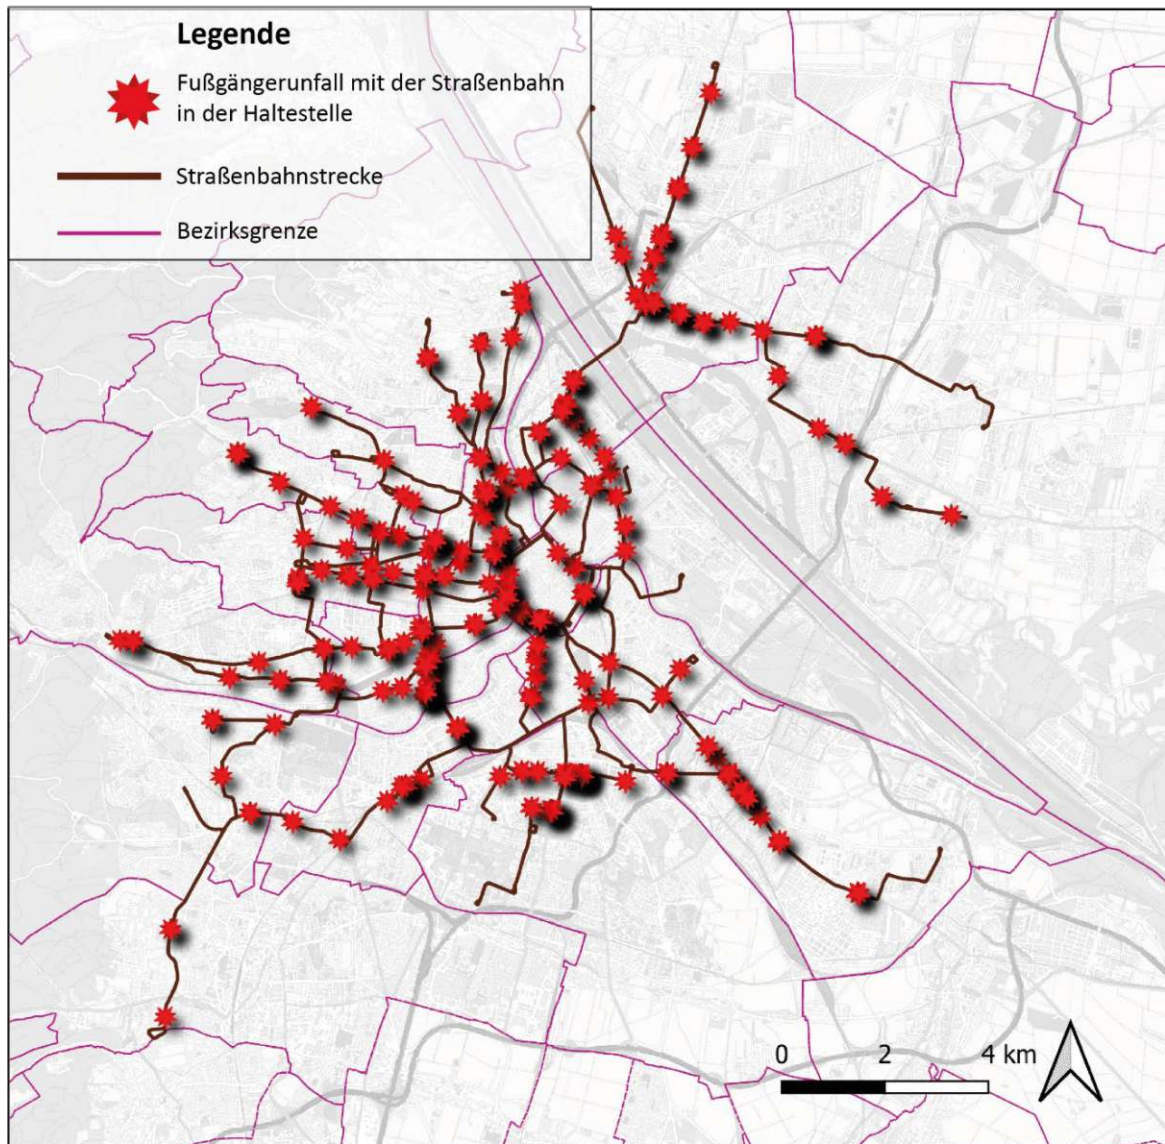 Legende
Fußgängerunfall mit der Straßenbahn
in der Haltestelle
Straßenbahnstrecke
Bezirksgrenze
0 2 4 km